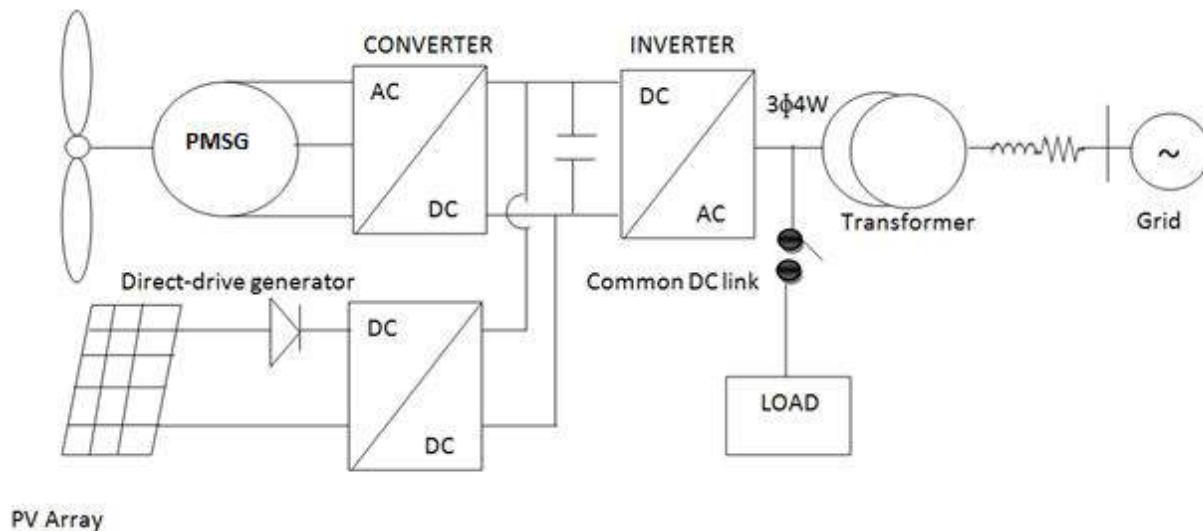 CONVERTER
INVERTER
AC
DC
PMSG
DC
AC
3ϕ4W
Transformer
Grid
~
Direct-drive generator
Common DC link
DC
DC
LOAD
PV Array